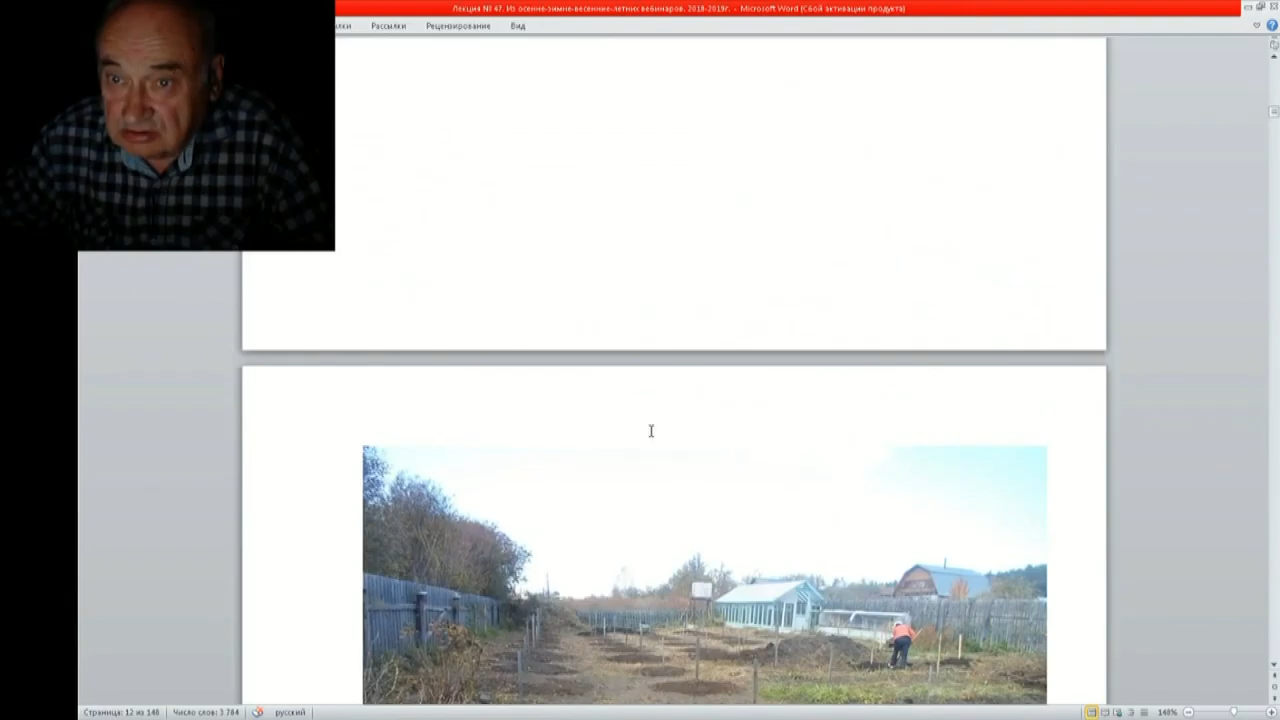 Лекция № 47. Из осенне-зимне-весенние-летних вебинаров. 2018-2019г. - Microsoft Word (Сбой активации продукта)
Рассылки Рецензирование Вид
Страница: 12 из 148 Число слов: 3 784 русский 148%